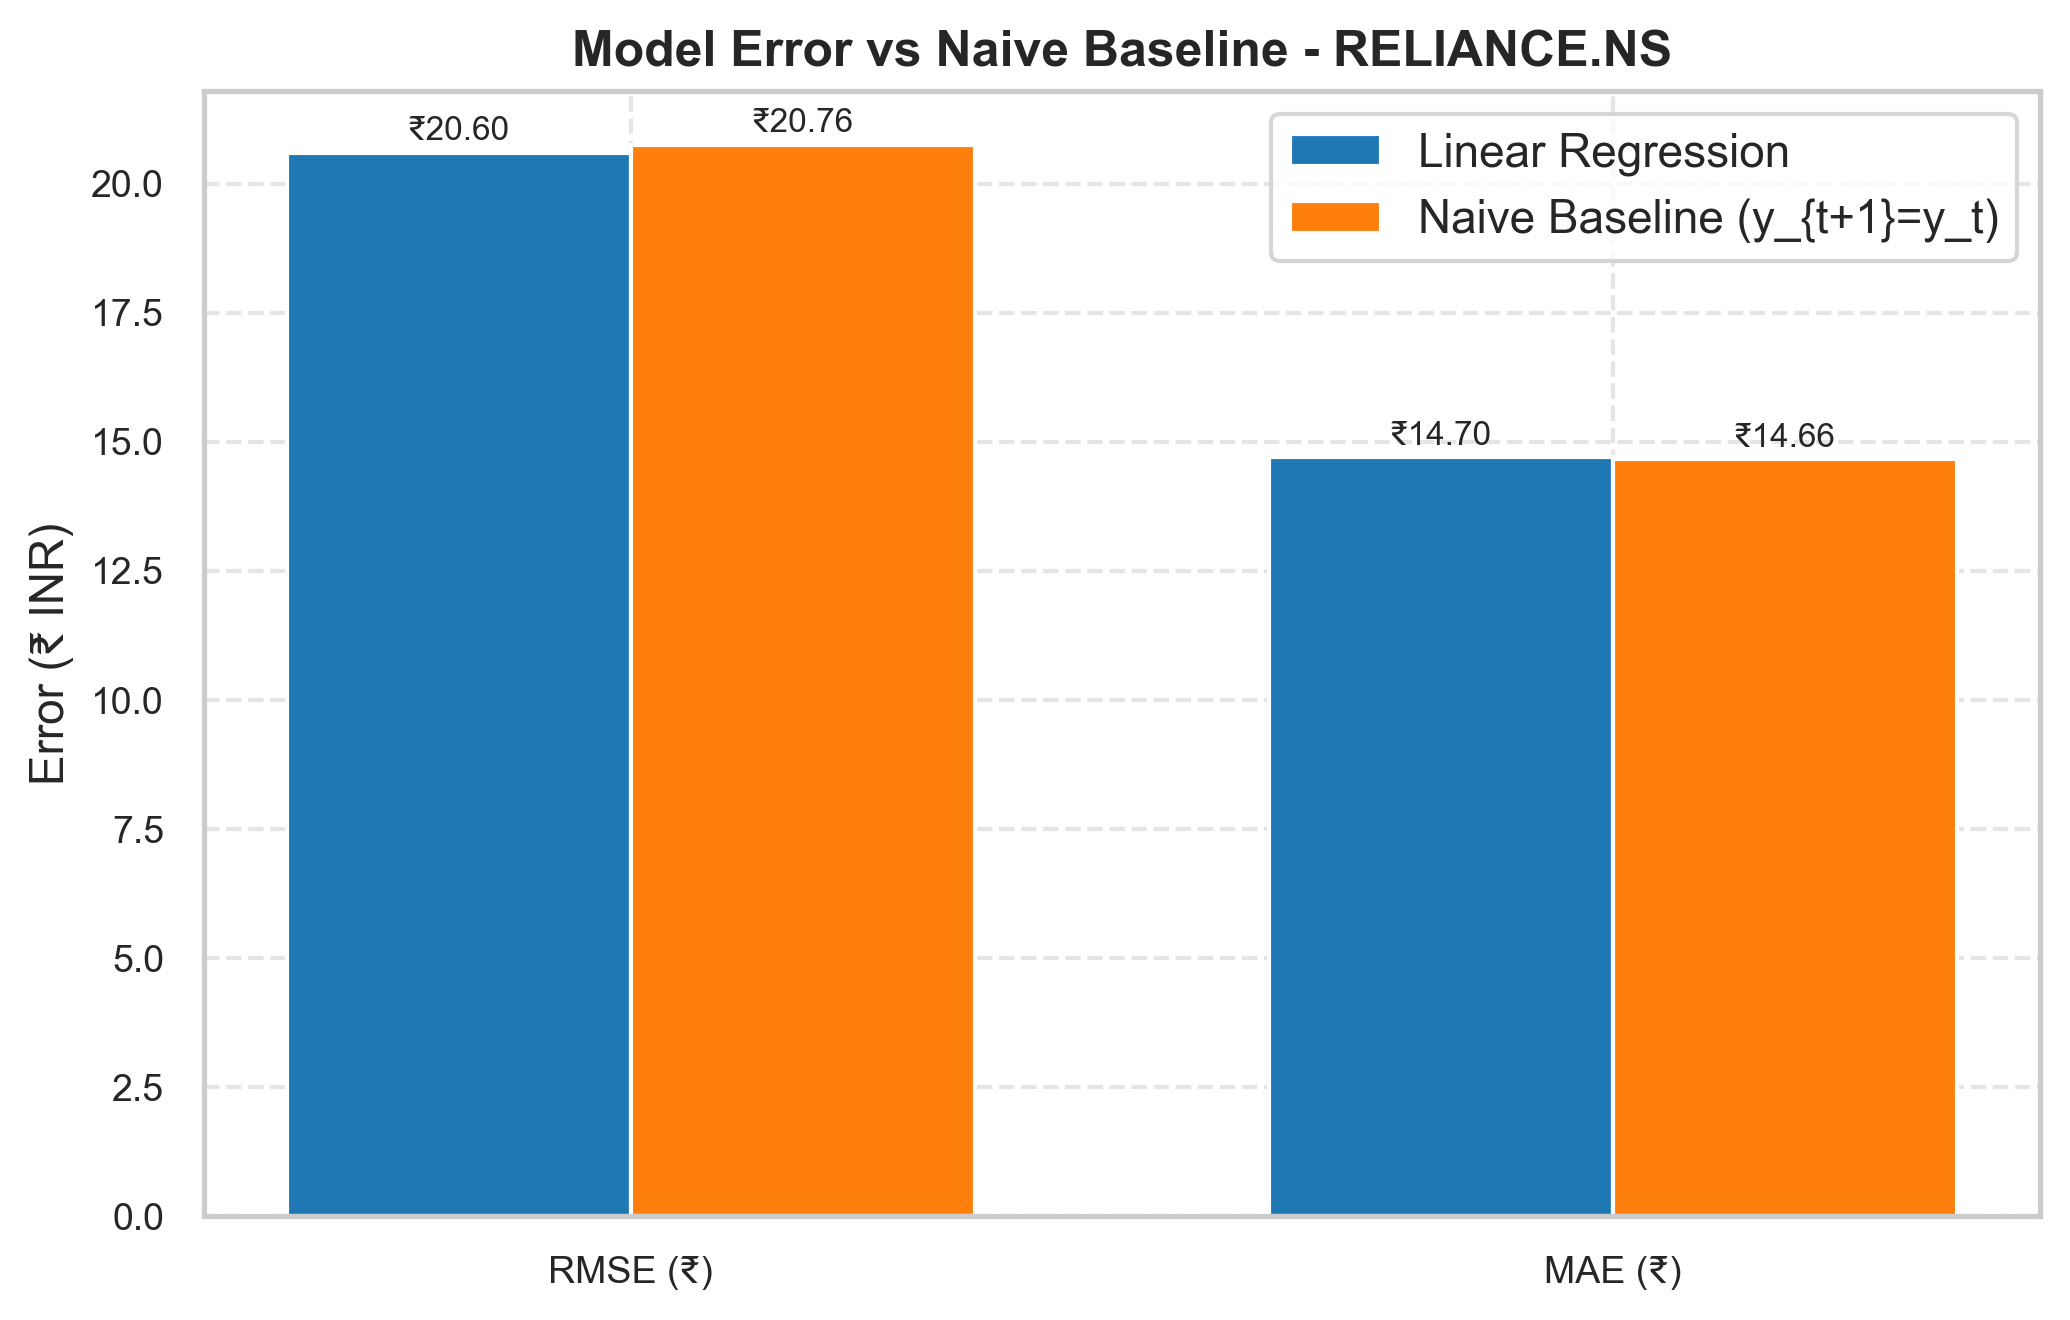 Model Error vs Naive Baseline - RELIANCE.NS
₹20.60
₹20.76
Linear Regression
Naive Baseline (y_{t+1}=y_t)
₹14.70
₹14.66
Error (₹ INR)
20.0
17.5
15.0
12.5
10.0
7.5
5.0
2.5
0.0
RMSE (₹)
MAE (₹)